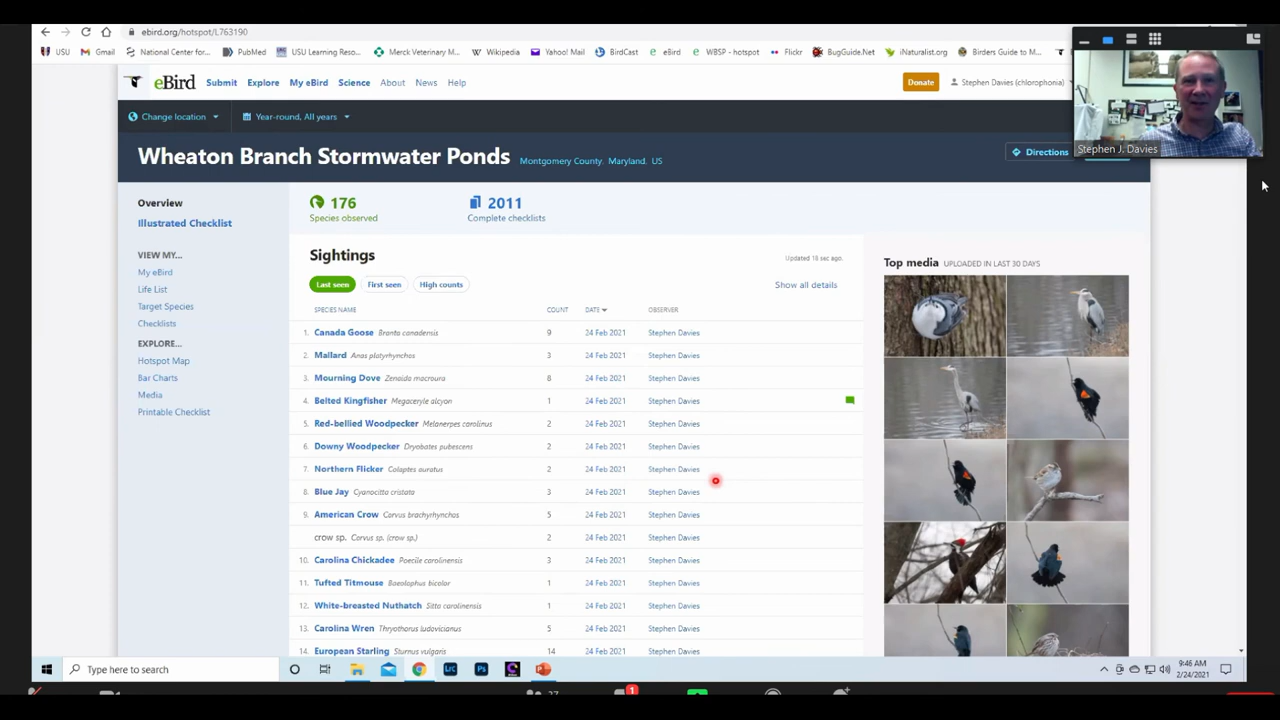 ebird.org/hotspot/L763190
USU Gmail National Center for... PubMed USU Learning Reso... Merck Veterinary M... Wikipedia Yahoo! Mail BirdCast eBird WBSP - hotspot Flickr BugGuide.Net iNaturalist.org Birders Guide to M...
eBird Submit Explore My eBird Science About News Help Donate Stephen Davies (chlorophonia)
Change location Year-round, All years
Stephen J. Davies
Wheaton Branch Stormwater Ponds Montgomery County, Maryland, US Directions
Overview
Illustrated Checklist
VIEW MY...
My eBird
Life List
Target Species
Checklists
EXPLORE...
Hotspot Map
Bar Charts
Media
Printable Checklist
176 2011
Species observed Complete checklists
Sightings Updated 18 sec ago.
Last seen First seen High counts Show all details
SPECIES NAME COUNT DATE OBSERVER
1. Canada Goose Branta canadensis 9 24 Feb 2021 Stephen Davies
2. Mallard Anas platyrhynchos 3 24 Feb 2021 Stephen Davies
3. Mourning Dove Zenaida macroura 8 24 Feb 2021 Stephen Davies
4. Belted Kingfisher Megaceryle alcyon 1 24 Feb 2021 Stephen Davies
5. Red-bellied Woodpecker Melanerpes carolinus 2 24 Feb 2021 Stephen Davies
6. Downy Woodpecker Dryobates pubescens 2 24 Feb 2021 Stephen Davies
7. Northern Flicker Colaptes auratus 2 24 Feb 2021 Stephen Davies
8. Blue Jay Cyanocitta cristata 3 24 Feb 2021 Stephen Davies
9. American Crow Corvus brachyrhynchos 5 24 Feb 2021 Stephen Davies
crow sp. Corvus sp. (crow sp.) 2 24 Feb 2021 Stephen Davies
10. Carolina Chickadee Poecile carolinensis 3 24 Feb 2021 Stephen Davies
11. Tufted Titmouse Baeolophus bicolor 1 24 Feb 2021 Stephen Davies
12. White-breasted Nuthatch Sitta carolinensis 1 24 Feb 2021 Stephen Davies
13. Carolina Wren Thryothorus ludovicianus 5 24 Feb 2021 Stephen Davies
14. European Starling Sturnus vulgaris 14 24 Feb 2021 Stephen Davies
Top media UPLOADED IN LAST 30 DAYS
Type here to search
LrC Ps
9:46 AM
2/24/2021
1